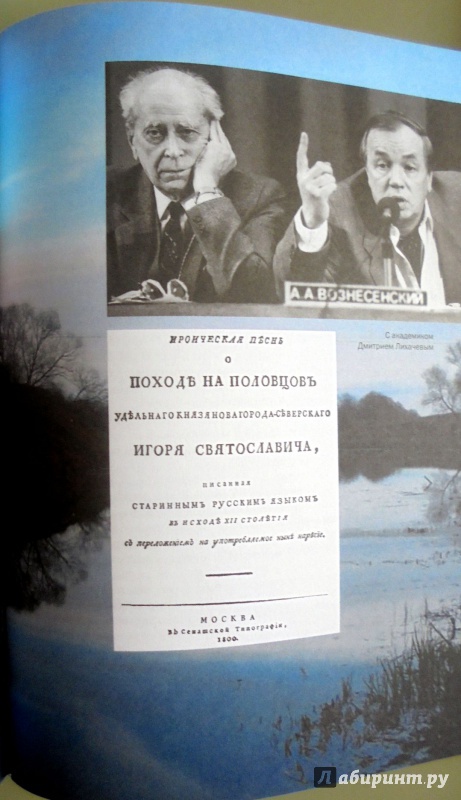 А.А.ВОЗНЕСЕНСКИЙ
С академиком
Дмитрием Лихачевым
ИРОИЧЕСКАЯ ПѢСНЬ
О
ПОХОДѢ НА ПОЛОВЦОВЪ
УДѢЛЬНАГО КНЯЗЯ НОВАГОРОДА-СѢВЕРСКАГО
ИГОРЯ СВЯТОСЛАВИЧА,
ПИСАННАЯ
СТАРИННЫМЪ РУССКИМЪ ЯЗЫКОМЪ
ВЪ ИСХОДѢ XII СТОЛѢТІЯ
съ переложеніемъ на употребляемое нынѣ нарѣчіе.
МОСКВА
Въ Сенатской Типографіи,
1800.
Лабиринт.ру